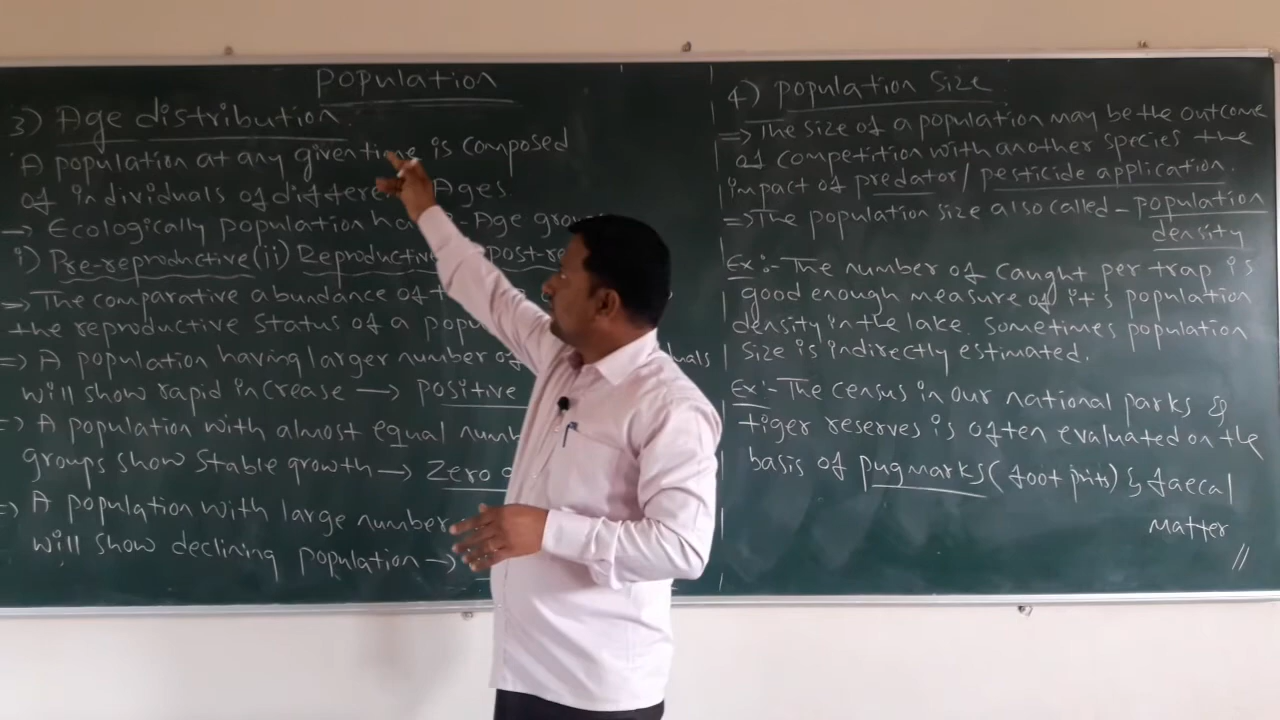 Population
3) Age distribution.
A population at any given time is composed
of individuals of Ages
→ Ecologically population Age
i) Pre-reproductive (ii) Reproductive
⇒ The comparative abundance of
the reproductive status of a
⇒ A population having larger number of
will show rapid increase → positive
⇒ A population with almost equal
groups show stable growth → Zero
⇒ A population with large number
will show declining population →
4) population size
⇒ The size of a population may be the outcome
of competition with another species the
impact of predator/pesticide application.
⇒ The population size also called - population
density
Ex:- The number of caught per trap is
good enough measure of it's population
density in the lake. Sometimes population
size is indirectly estimated.
Ex:- The census in our national parks &
tiger reserves is often evaluated on the
basis of pugmarks (foot prits) & faecal
matter
//